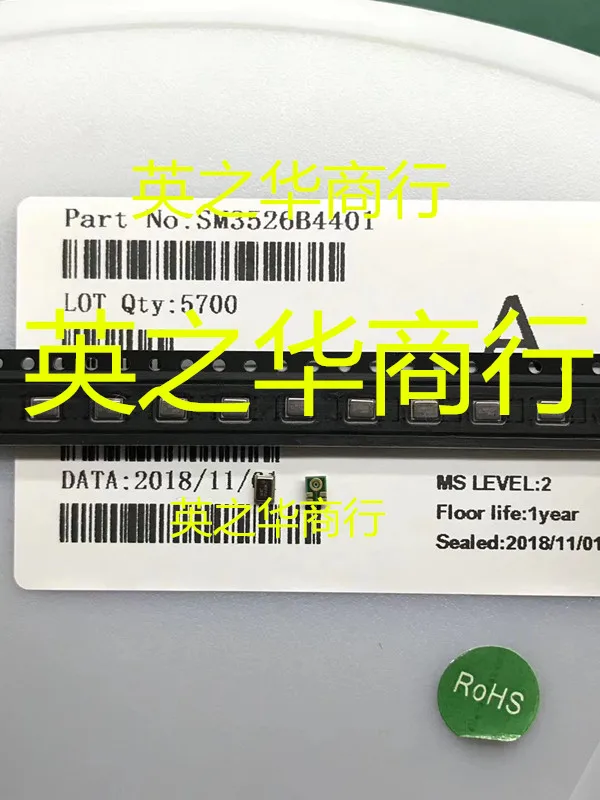 英之华商行
Part No.:SM3526B4401
LOT Qty:5700
A
英之华商行
DATA:2018/11/01
英之华商行
MS LEVEL:2
Floor life:1year
Sealed:2018/11/01
RoHS